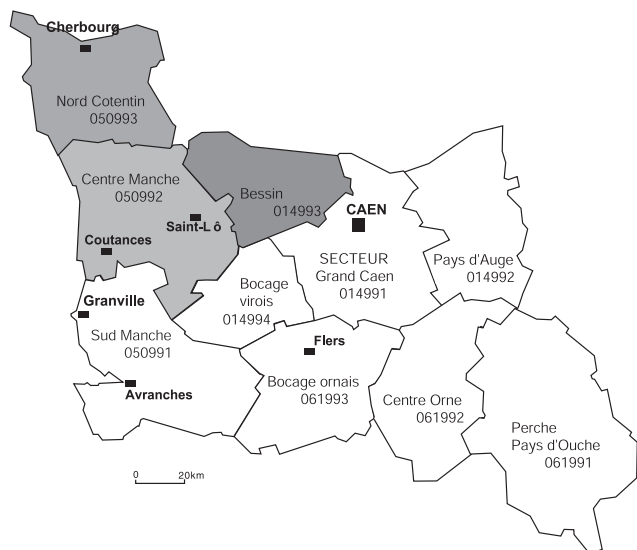 Cherbourg
Nord Cotentin
050993
Centre Manche
050992
Bessin
014993
Saint-L ô
CAEN
Coutances
SECTEUR
Grand Caen
014991
Pays d'Auge
014992
Bocage
virois
014994
Granville
Sud Manche
050991
Flers
Avranches
Bocage ornais
061993
Centre Orne
061992
Perche
Pays d'Ouche
061991
0 20km